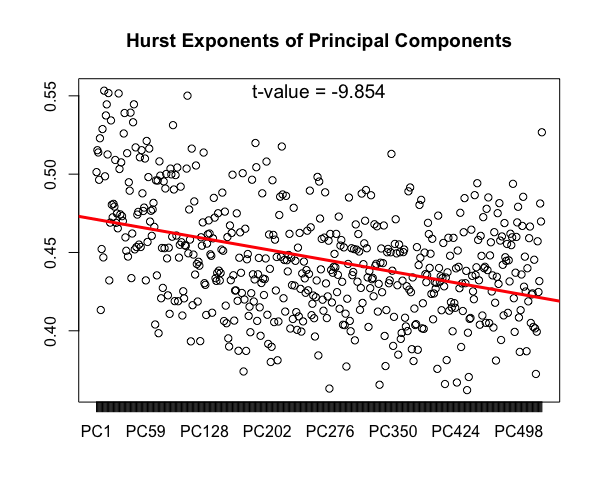 Hurst Exponents of Principal Components
t-value = -9.854
0.55
0.50
0.45
0.40
PC1 PC59 PC128 PC202 PC276 PC350 PC424 PC498